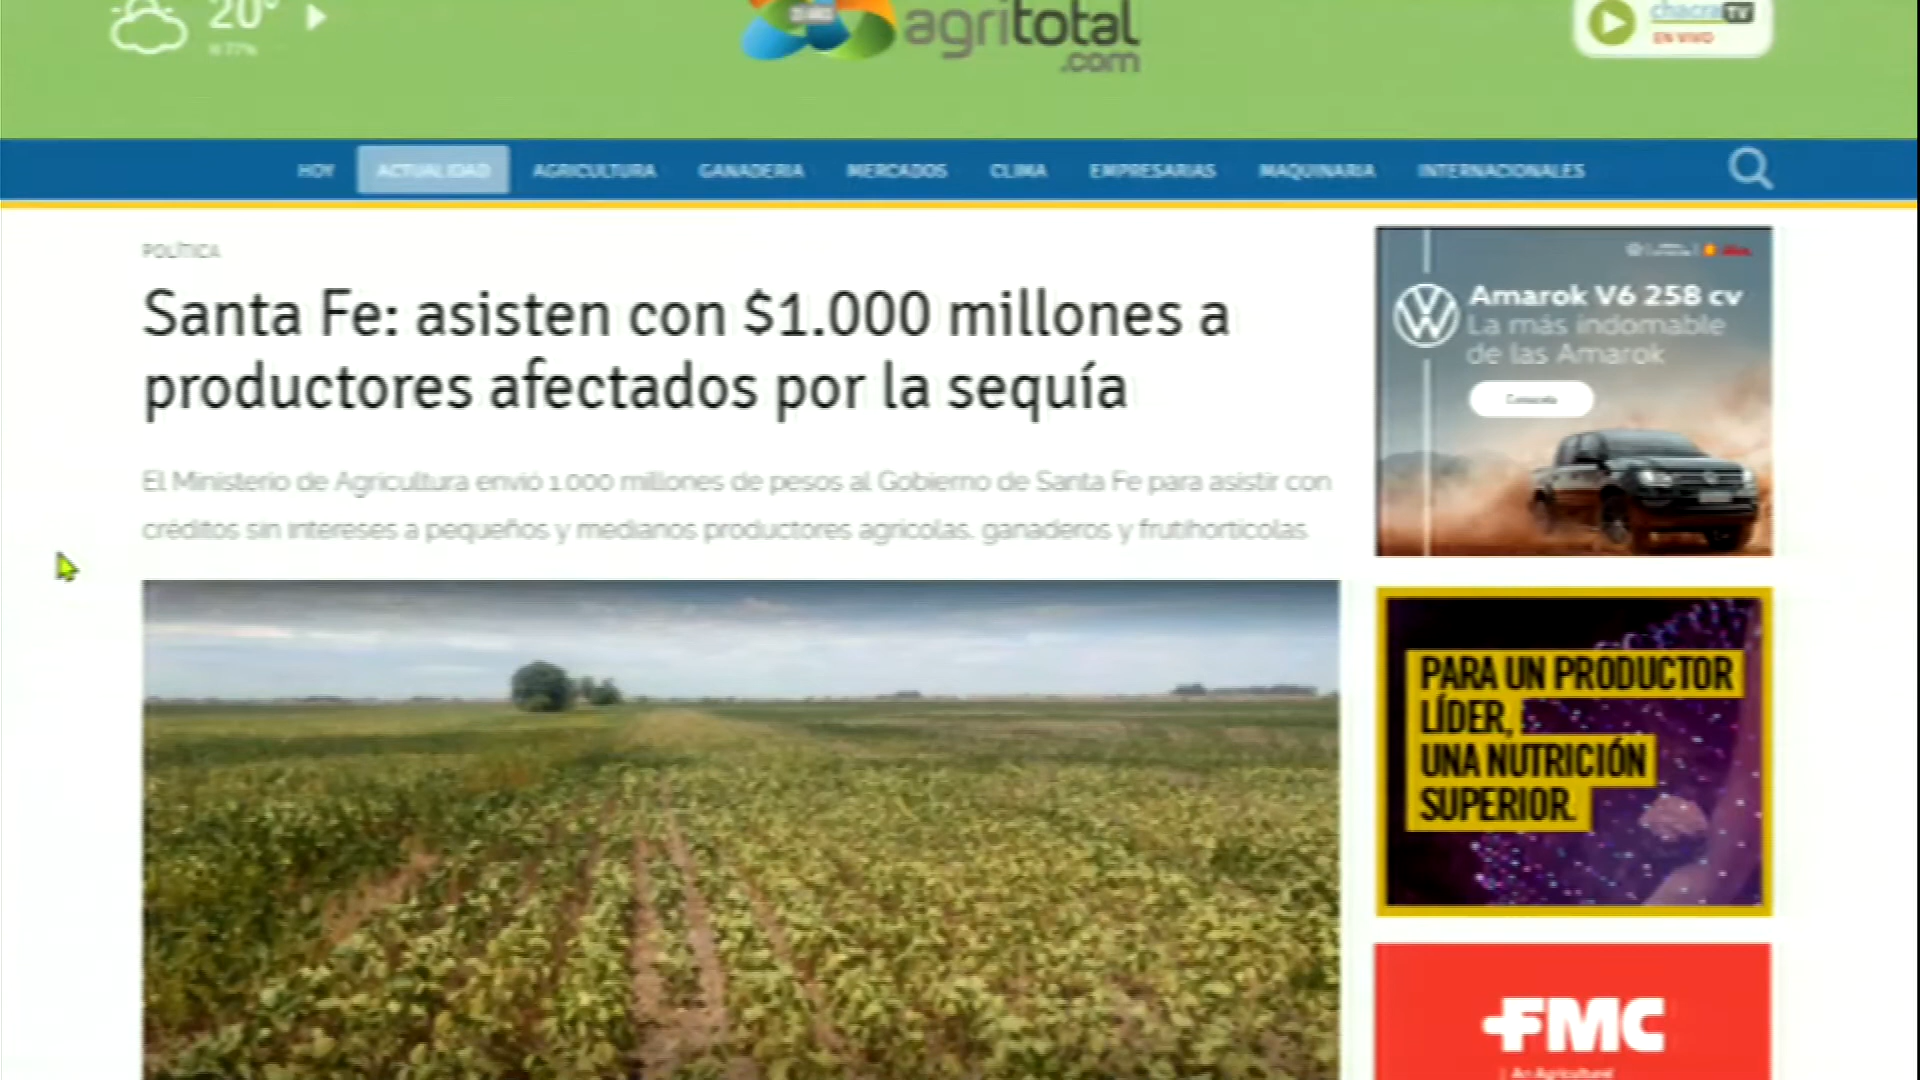 20°
agritotal
.com
chacra TV
EN VIVO
HOY ACTUALIDAD AGRICULTURA GANADERIA MERCADOS CLIMA EMPRESARIAS MAQUINARIA INTERNACIONALES
POLÍTICA
Santa Fe: asisten con $1.000 millones a
productores afectados por la sequía
El Ministerio de Agricultura envió 1.000 millones de pesos al Gobierno de Santa Fe para asistir con
créditos sin intereses a pequeños y medianos productores agrícolas, ganaderos y frutihortícolas.
Amarok V6 258 cv
La más indomable
de las Amarok
PARA UN PRODUCTOR
LÍDER,
UNA NUTRICIÓN
SUPERIOR.
FMC
An Agricultural